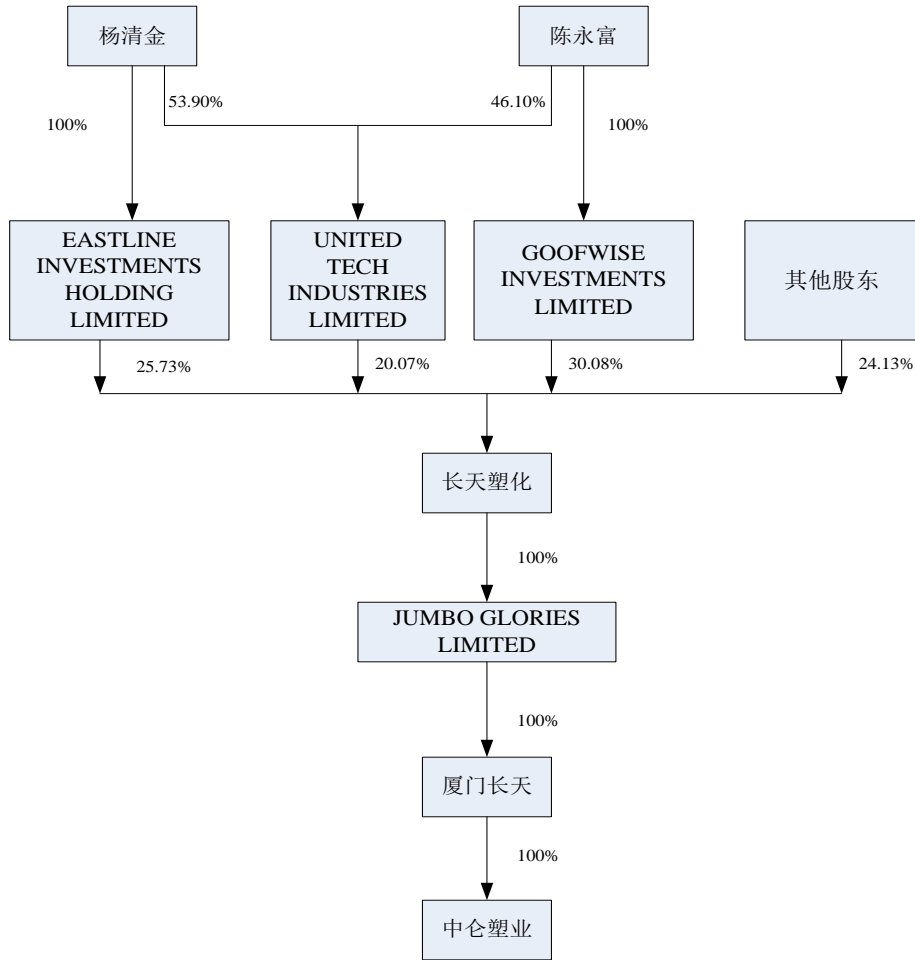 杨清金
陈永富
53.90%
46.10%
100%
100%
EASTLINE
INVESTMENTS
HOLDING
LIMITED
UNITED
TECH
INDUSTRIES
LIMITED
GOOFWISE
INVESTMENTS
LIMITED
其他股东
25.73%
20.07%
30.08%
24.13%
长天塑化
100%
JUMBO GLORIES
LIMITED
100%
厦门长天
100%
中仑塑业